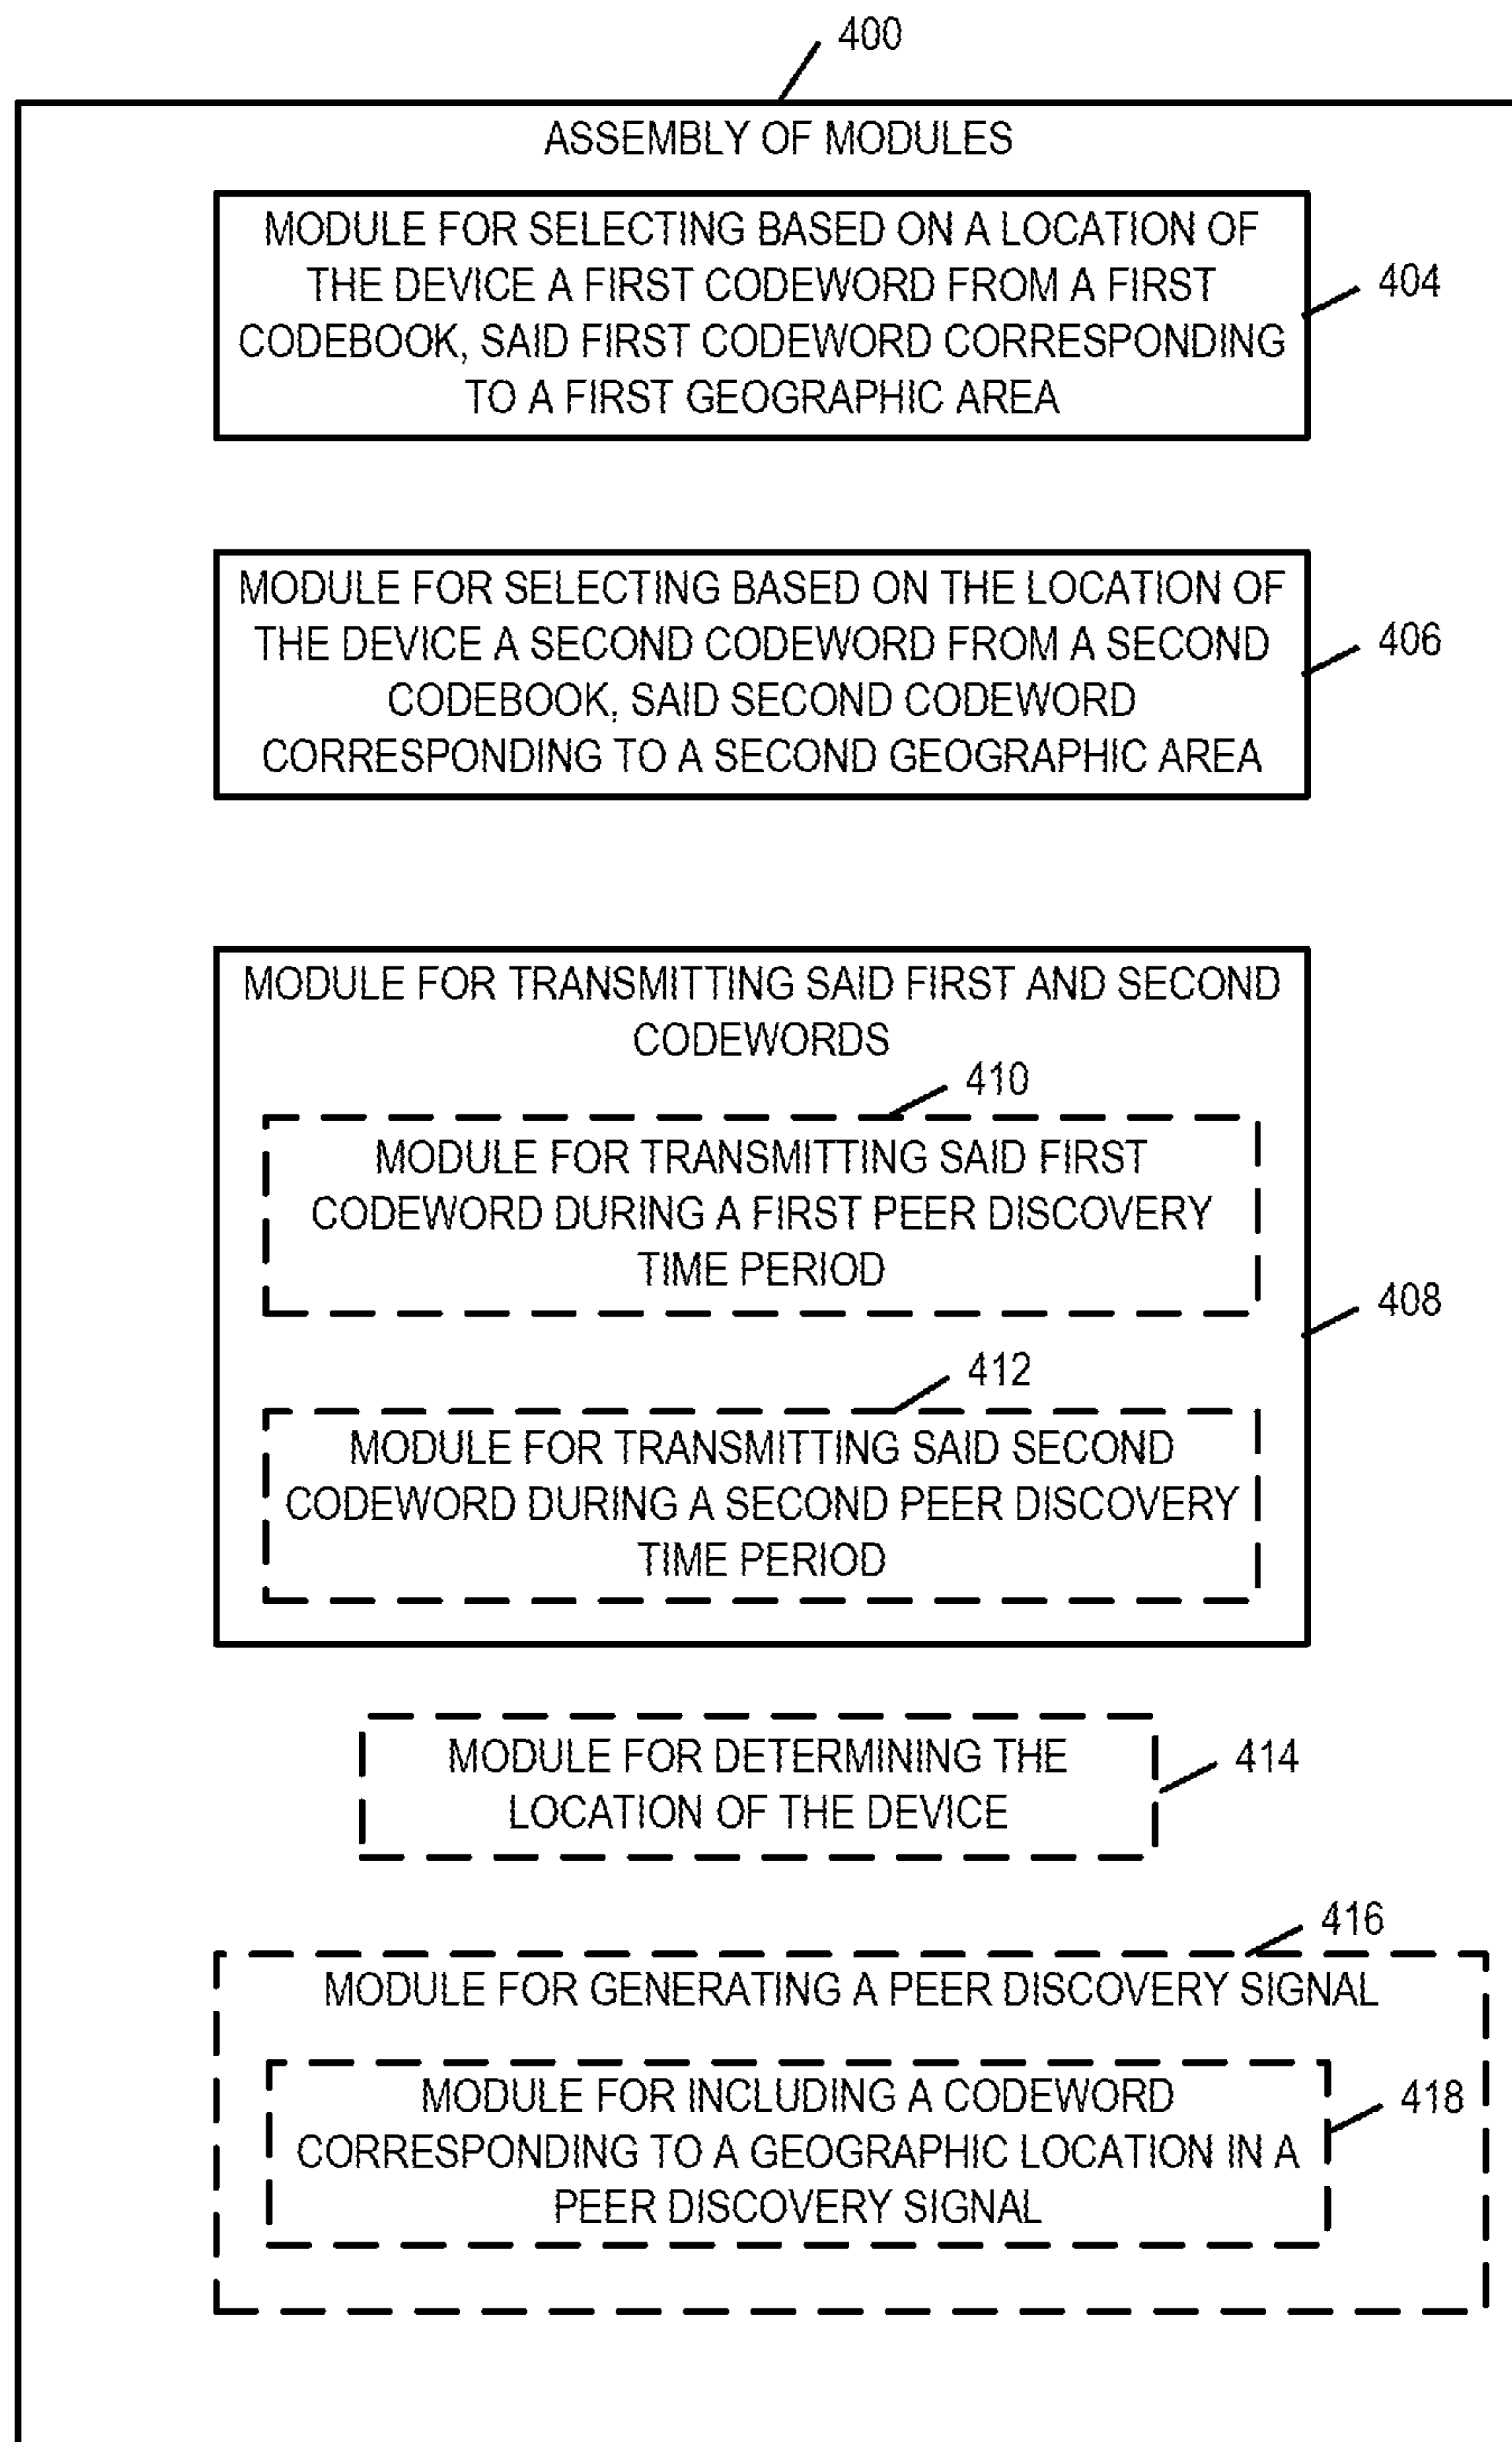 400
ASSEMBLY OF MODULES
MODULE FOR SELECTING BASED ON A LOCATION OF
THE DEVICE A FIRST CODEWORD FROM A FIRST
CODEBOOK, SAID FIRST CODEWORD CORRESPONDING
TO A FIRST GEOGRAPHIC AREA
404
MODULE FOR SELECTING BASED ON THE LOCATION OF
THE DEVICE A SECOND CODEWORD FROM A SECOND
CODEBOOK, SAID SECOND CODEWORD
CORRESPONDING TO A SECOND GEOGRAPHIC AREA
406
MODULE FOR TRANSMITTING SAID FIRST AND SECOND
CODEWORDS
410
MODULE FOR TRANSMITTING SAID FIRST
CODEWORD DURING A FIRST PEER DISCOVERY
TIME PERIOD
408
412
MODULE FOR TRANSMITTING SAID SECOND
CODEWORD DURING A SECOND PEER DISCOVERY
TIME PERIOD
MODULE FOR DETERMINING THE
LOCATION OF THE DEVICE
414
416
MODULE FOR GENERATING A PEER DISCOVERY SIGNAL
MODULE FOR INCLUDING A CODEWORD
CORRESPONDING TO A GEOGRAPHIC LOCATION IN A
PEER DISCOVERY SIGNAL
418